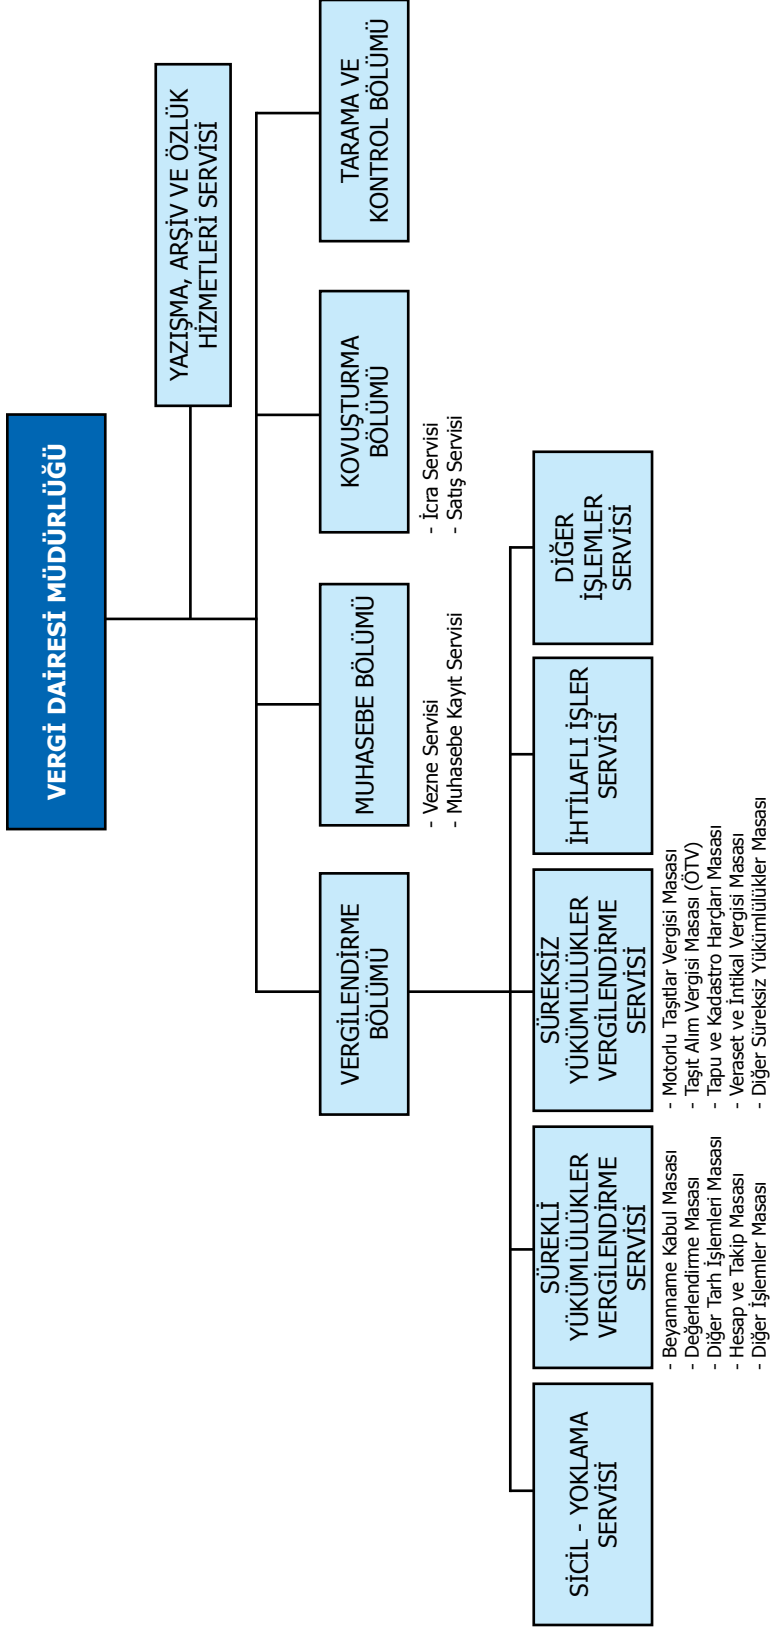 VERGİ DAİRESİ MÜDÜRLÜĞÜ
YAZIŞMA, ARŞİV VE ÖZLÜK
HİZMETLERİ SERVİSİ
VERGİLENDİRME
BÖLÜMÜ
MUHASEBE BÖLÜMÜ
- Vezne Servisi
- Muhasebe Kayıt Servisi
KOVUŞTURMA
BÖLÜMÜ
- İcra Servisi
- Satış Servisi
TARAMA VE
KONTROL BÖLÜMÜ
SİCİL - YOKLAMA
SERVİSİ
SÜREKLİ
YÜKÜMLÜLÜKLER
VERGİLENDİRME
SERVİSİ
- Beyanname Kabul Masası
- Değerlendirme Masası
- Diğer Tarh İşlemleri Masası
- Hesap ve Takip Masası
- Diğer İşlemler Masası
SÜREKSİZ
YÜKÜMLÜLÜKLER
VERGİLENDİRME
SERVİSİ
- Motorlu Taşıtlar Vergisi Masası
- Taşıt Alım Vergisi Masası (ÖTV)
- Tapu ve Kadastro Harçları Masası
- Veraset ve İntikal Vergisi Masası
- Diğer Süreksiz Yükümlülükler Masası
İHTİLAFLI İŞLER
SERVİSİ
DİĞER
İŞLEMLER
SERVİSİ